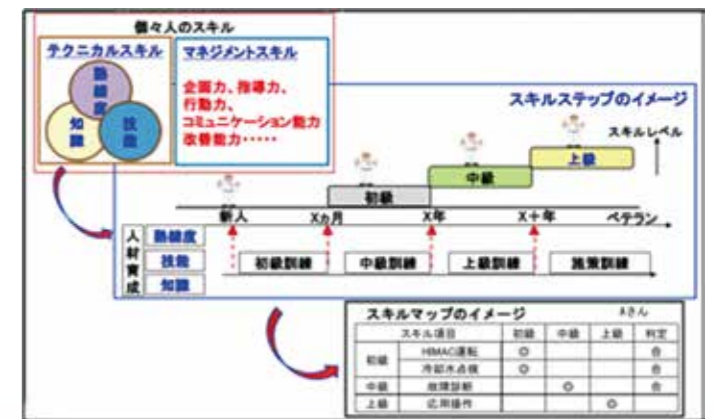 個々人のスキル
テクニカルスキル
マネジメントスキル
熟練度
知識
技能
企画力、指導力、
行動力、
コミュニケーション能力
改善能力・・・・・
スキルステップのイメージ
スキルレベル
初級
中級
上級
新人
Xカ月
X年
X＋年
ベテラン
人材育成
熟練度
技能
知識
初級訓練
中級訓練
上級訓練
施策訓練
スキルマップのイメージ
Aさん
スキル項目 初級 中級 上級 判定
初級 HIMAC運転 ◎ 合
冷却水点検 ◎ 合
中級 故障診断 ◎ 合
上級 応用操作 ◎